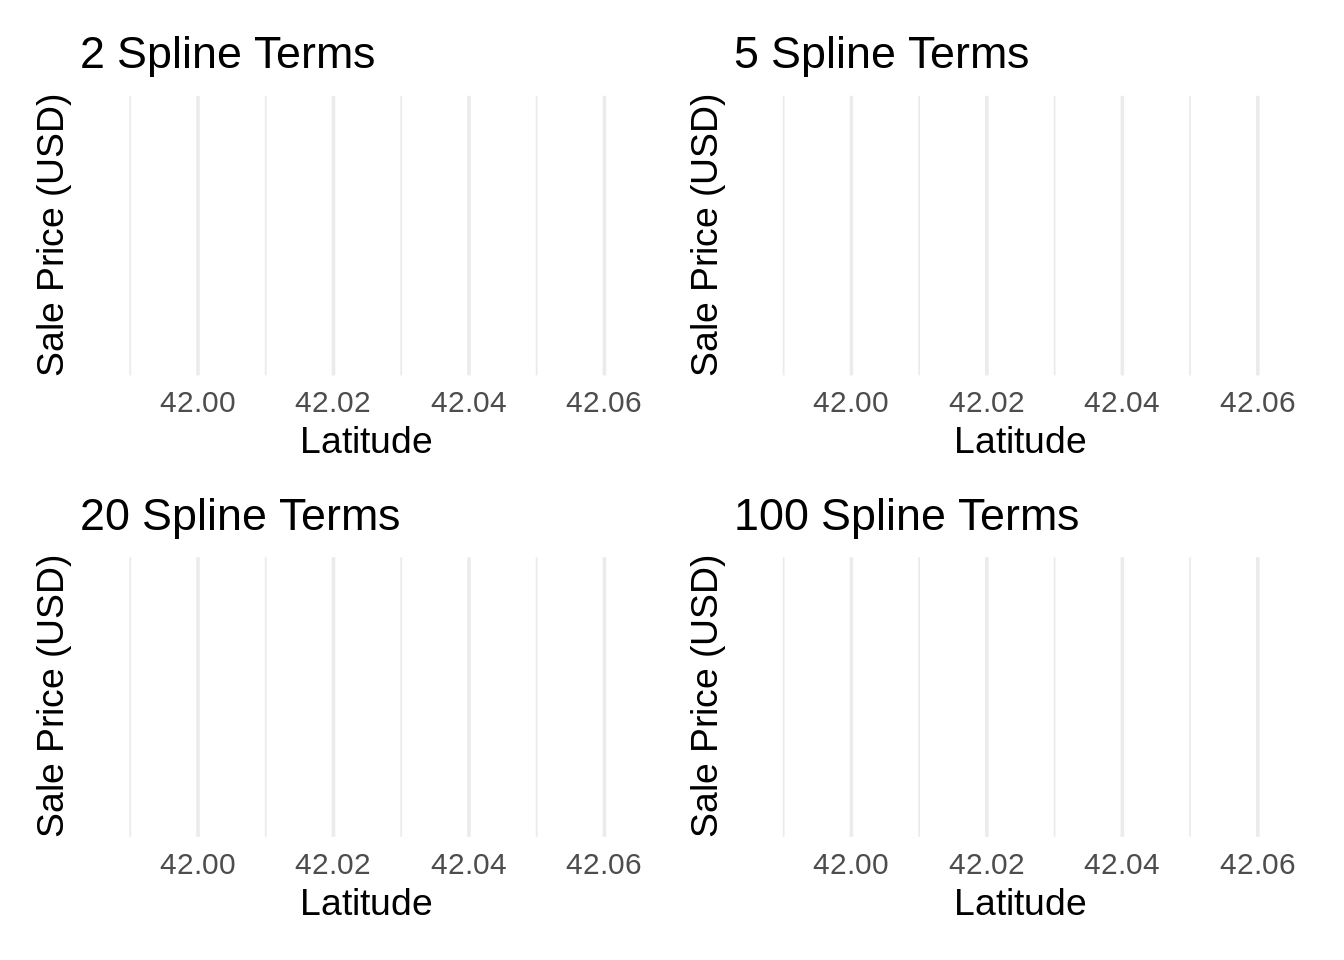 2 Spline Terms
Sale Price (USD)
42.00 42.02 42.04 42.06
Latitude
5 Spline Terms
Sale Price (USD)
42.00 42.02 42.04 42.06
Latitude
20 Spline Terms
Sale Price (USD)
42.00 42.02 42.04 42.06
Latitude
100 Spline Terms
Sale Price (USD)
42.00 42.02 42.04 42.06
Latitude